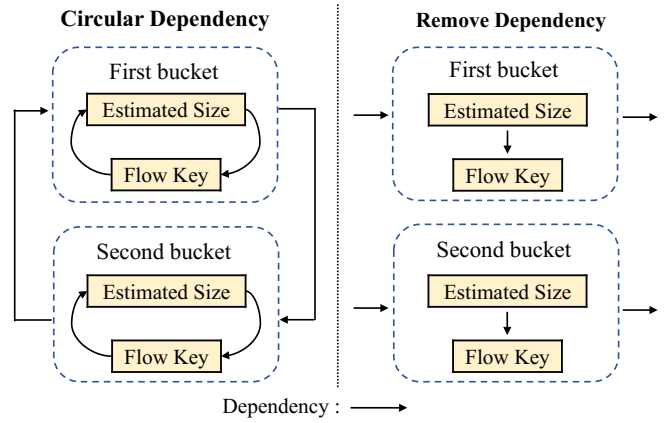 Circular Dependency
First bucket
Estimated Size
Flow Key
Second bucket
Estimated Size
Flow Key
Remove Dependency
First bucket
Estimated Size
Flow Key
Second bucket
Estimated Size
Flow Key
Dependency :